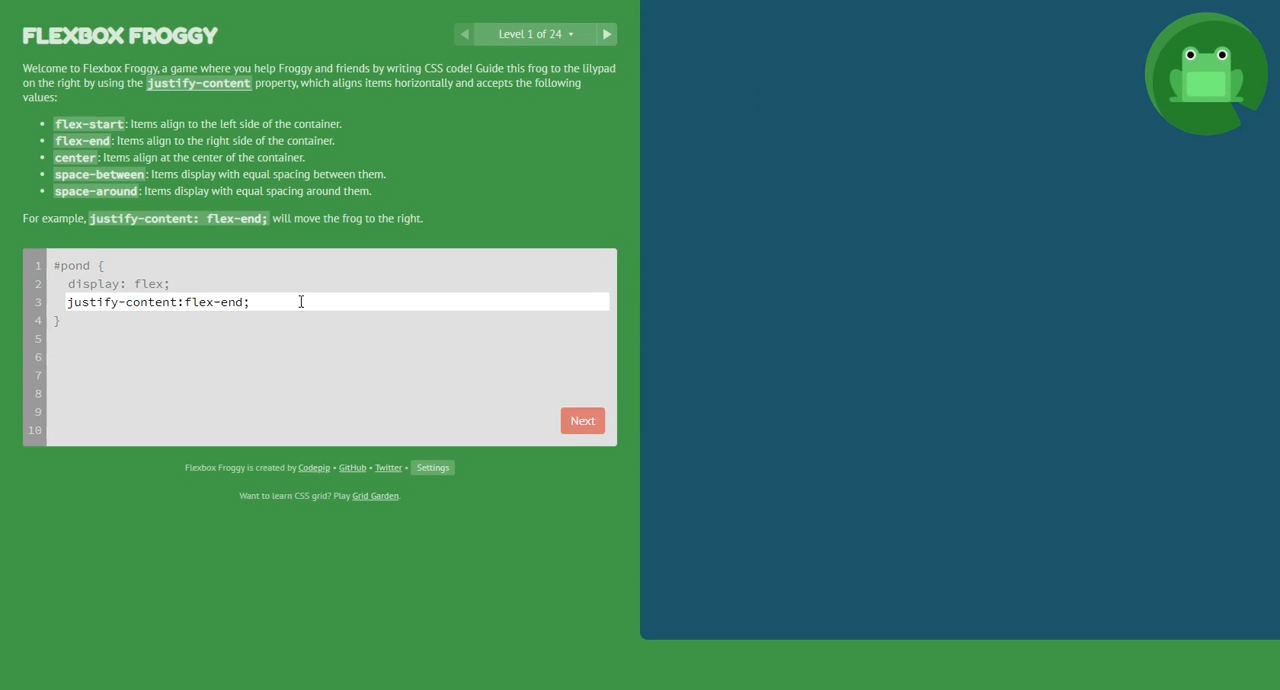 FLEXBOX FROGGY
◀ Level 1 of 24 ▾ ▶
Welcome to Flexbox Froggy, a game where you help Froggy and friends by writing CSS code! Guide this frog to the lilypad
on the right by using the justify-content property, which aligns items horizontally and accepts the following
values:
• flex-start: Items align to the left side of the container.
• flex-end: Items align to the right side of the container.
• center: Items align at the center of the container.
• space-between: Items display with equal spacing between them.
• space-around: Items display with equal spacing around them.
For example, justify-content: flex-end; will move the frog to the right.
1 #pond {
2 display: flex;
3 justify-content:flex-end;
4 }
5
6
7
8
9
10
Next
Flexbox Froggy is created by Codepip • GitHub • Twitter • Settings
Want to learn CSS grid? Play Grid Garden.